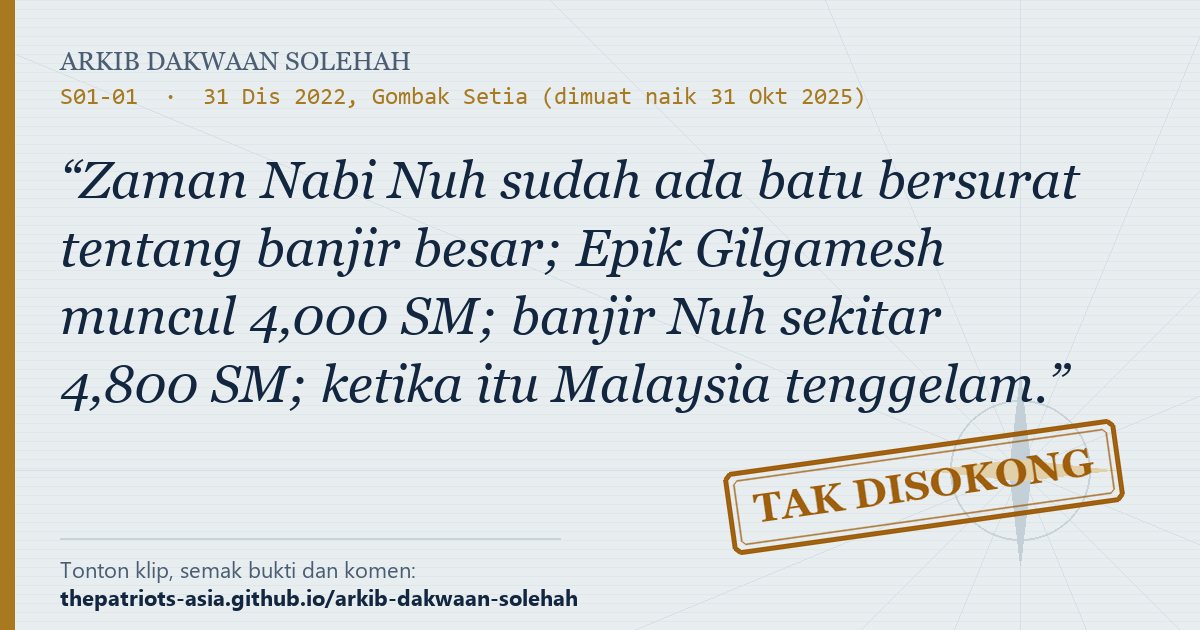 ARKIB DAKWAAN SOLEHAH
S01-01 · 31 Dis 2022, Gombak Setia (dimuat naik 31 Okt 2025)
“Zaman Nabi Nuh sudah ada batu bersurat
tentang banjir besar; Epik Gilgamesh
muncul 4,000 SM; banjir Nuh sekitar
4,800 SM; ketika itu Malaysia tenggelam.”
TAK DISOKONG
Tonton klip, semak bukti dan komen:
thepatriots-asia.github.io/arkib-dakwaan-solehah